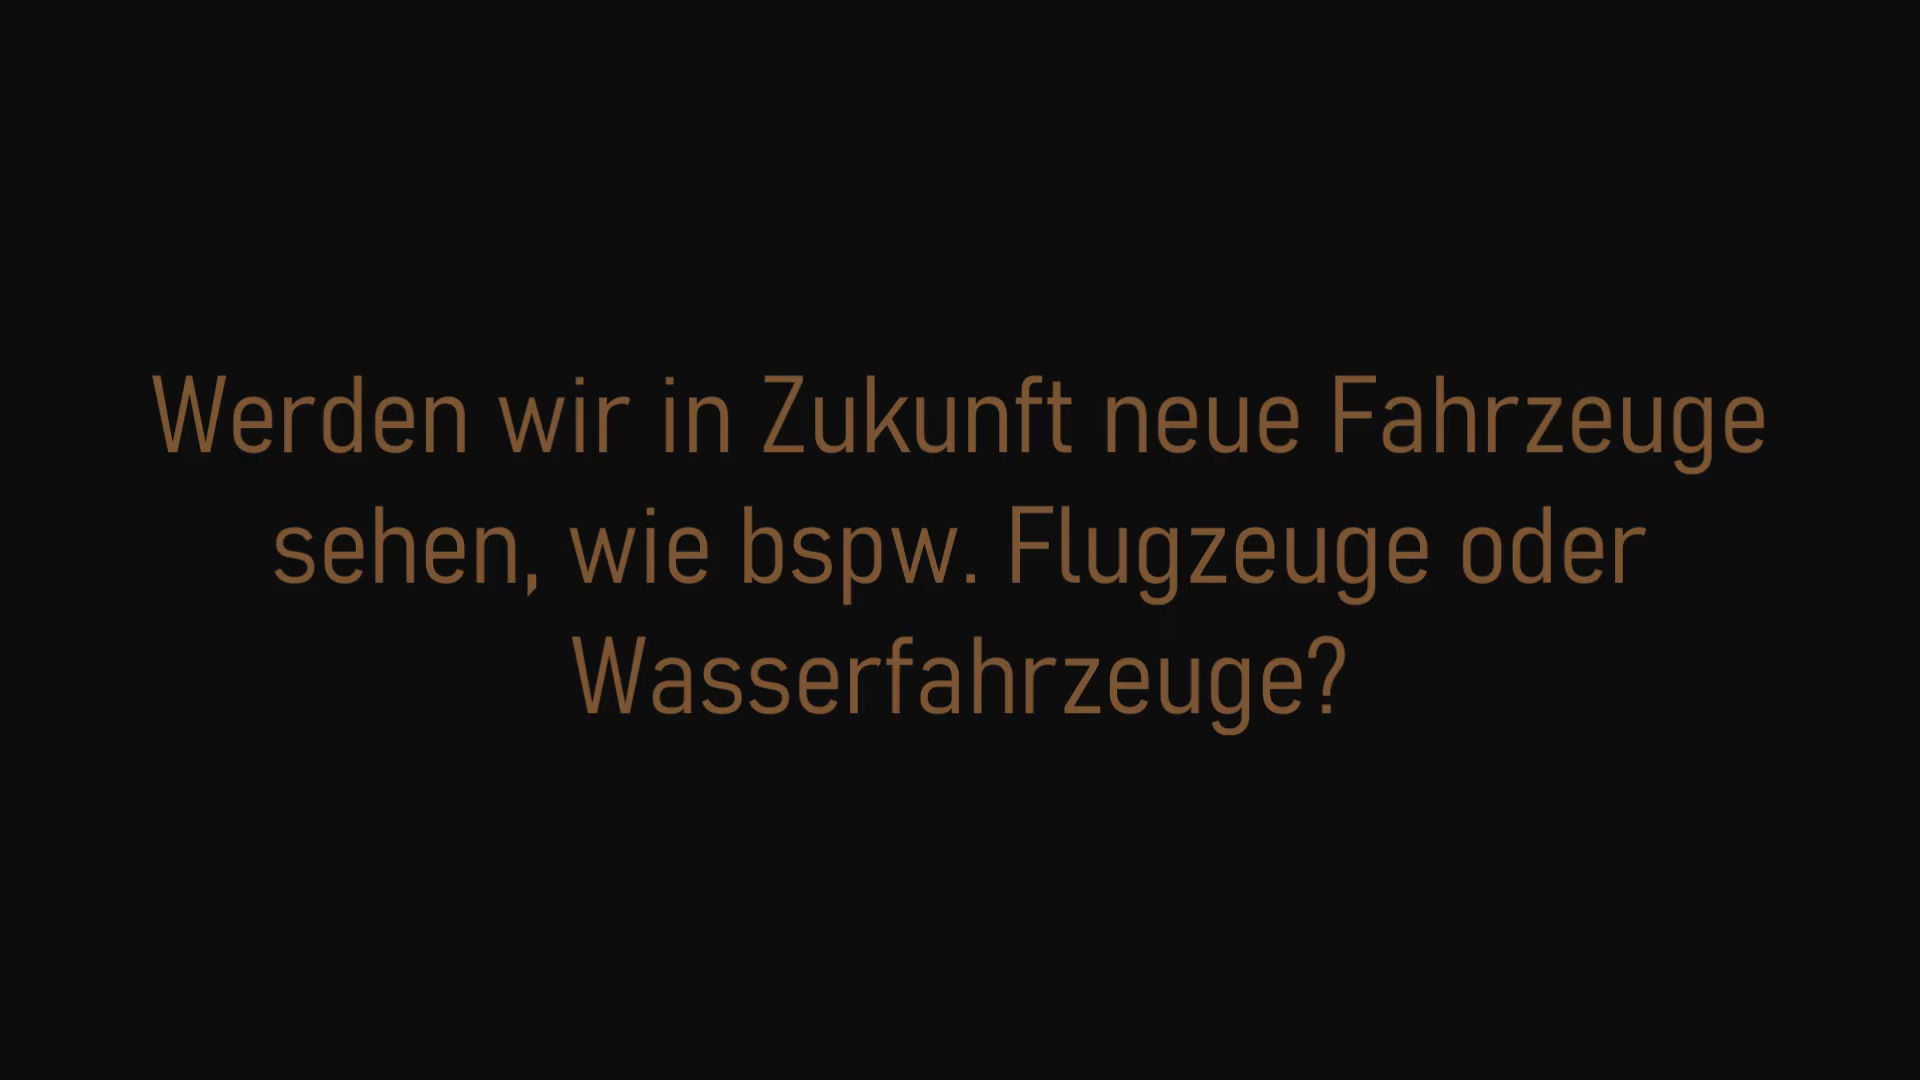 Werden wir in Zukunft neue Fahrzeuge
sehen, wie bspw. Flugzeuge oder
Wasserfahrzeuge?